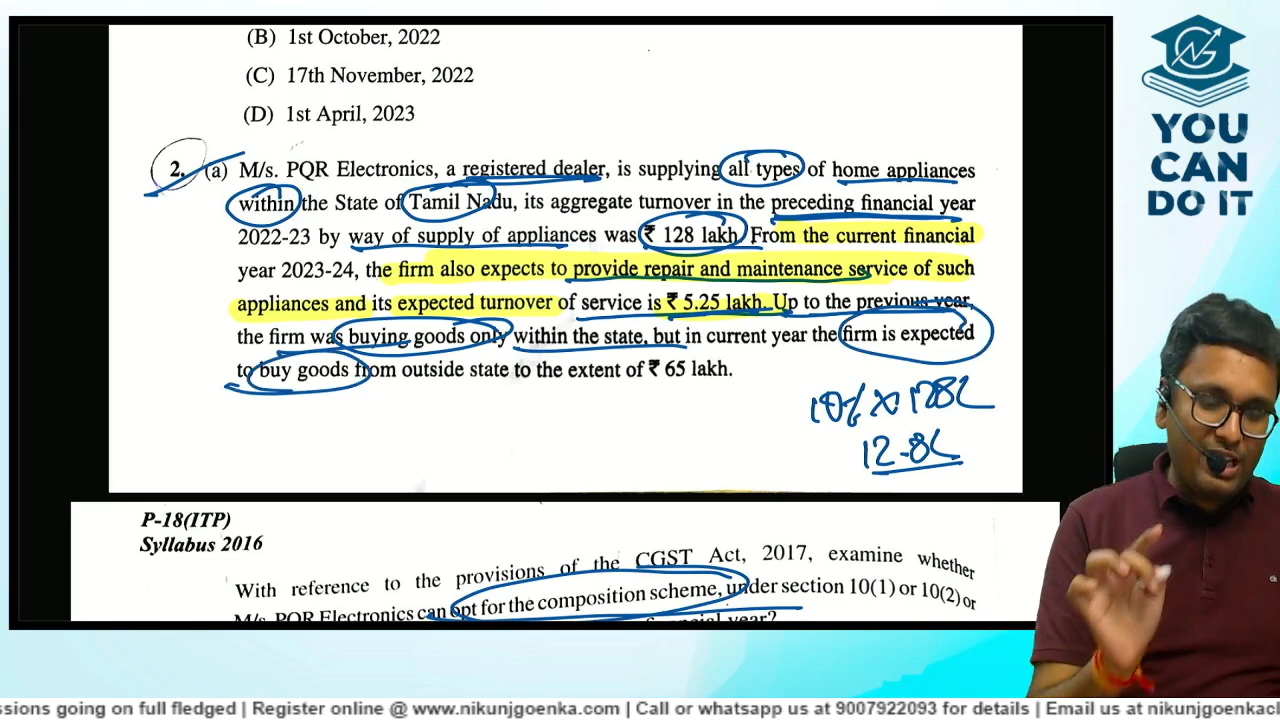 (B) 1st October, 2022
(C) 17th November, 2022
(D) 1st April, 2023
2. (a) M/s. PQR Electronics, a registered dealer, is supplying all types of home appliances
within the State of Tamil Nadu, its aggregate turnover in the preceding financial year
2022-23 by way of supply of appliances was ₹ 128 lakh. From the current financial
year 2023-24, the firm also expects to provide repair and maintenance service of such
appliances and its expected turnover of service is ₹ 5.25 lakh. Up to the previous year,
the firm was buying goods only within the state, but in current year the firm is expected
to buy goods from outside state to the extent of ₹ 65 lakh.
10% × 128L
12.8L
P-18(ITP)
Syllabus 2016
With reference to the provisions of the CGST Act, 2017, examine whether
M/s. PQR Electronics can opt for the composition scheme, under section 10(1) or 10(2) or
year?
YOU
CAN
DO IT
ssions going on full fledged | Register online @ www.nikunjgoenka.com | Call or whatsapp us at 9007922093 for details | Email us at nikunjgoenkacl